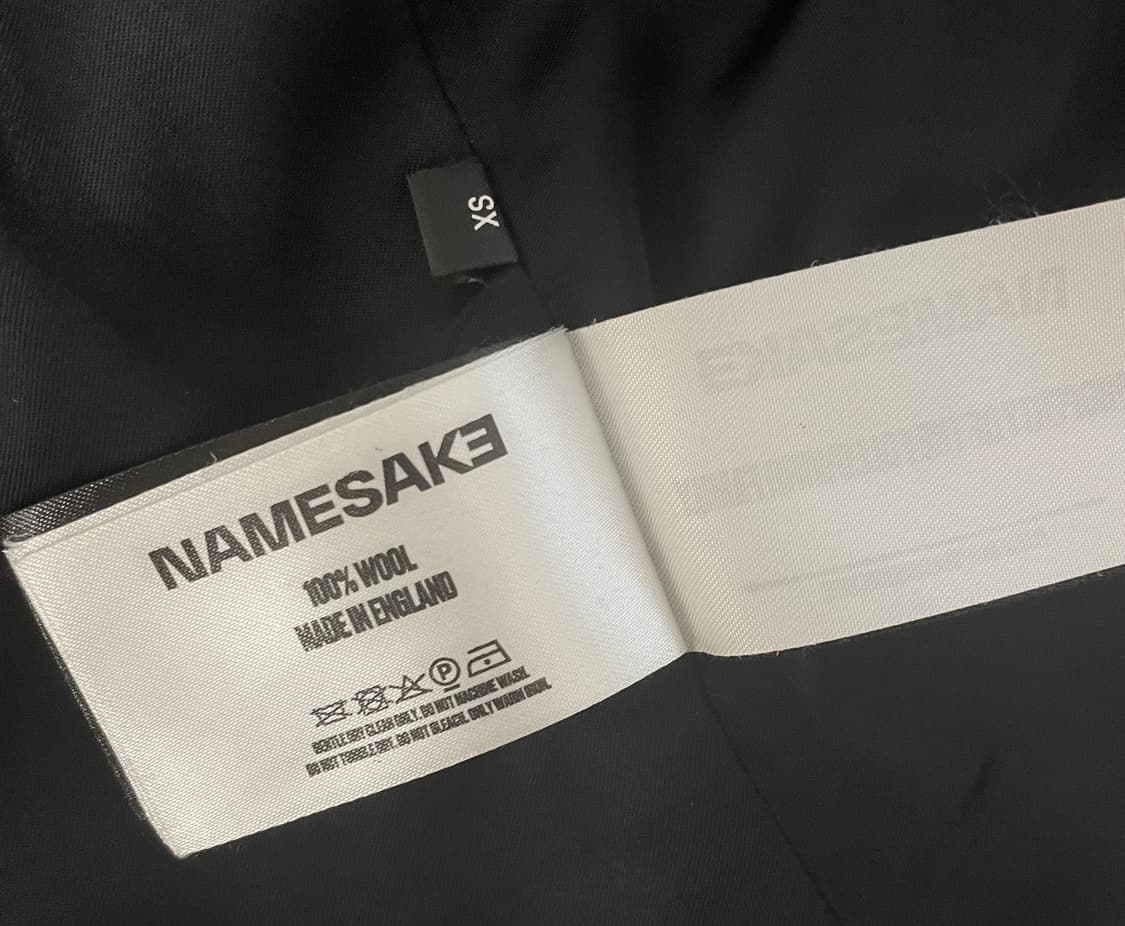 XS
NAMESAKE
100% WOOL
MADE IN ENGLAND
P
GENTLE DRY CLEAN ONLY. DO NOT MACHINE WASH.
DO NOT TUMBLE DRY. DO NOT BLEACH. ONLY WARM IRON.